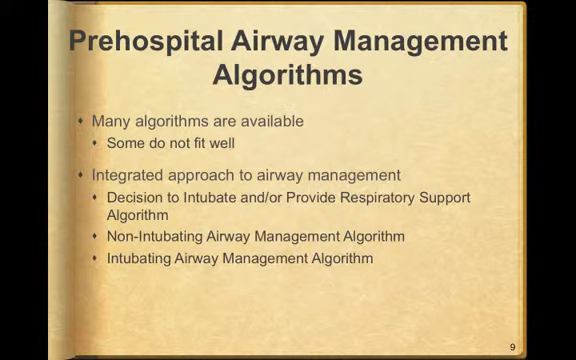 Prehospital Airway Management
Algorithms
Many algorithms are available
Some do not fit well
Integrated approach to airway management
Decision to Intubate and/or Provide Respiratory Support
Algorithm
Non-Intubating Airway Management Algorithm
Intubating Airway Management Algorithm
9